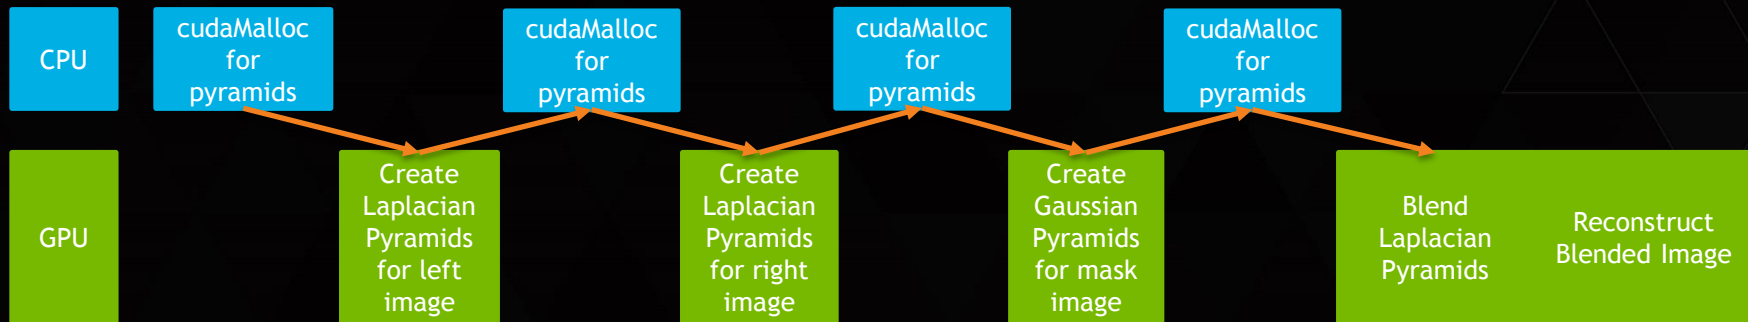 CPU
cudaMalloc
for
pyramids
cudaMalloc
for
pyramids
cudaMalloc
for
pyramids
cudaMalloc
for
pyramids
GPU
Create
Laplacian
Pyramids
for left
image
Create
Laplacian
Pyramids
for right
image
Create
Gaussian
Pyramids
for mask
image
Blend
Laplacian
Pyramids
Reconstruct
Blended Image